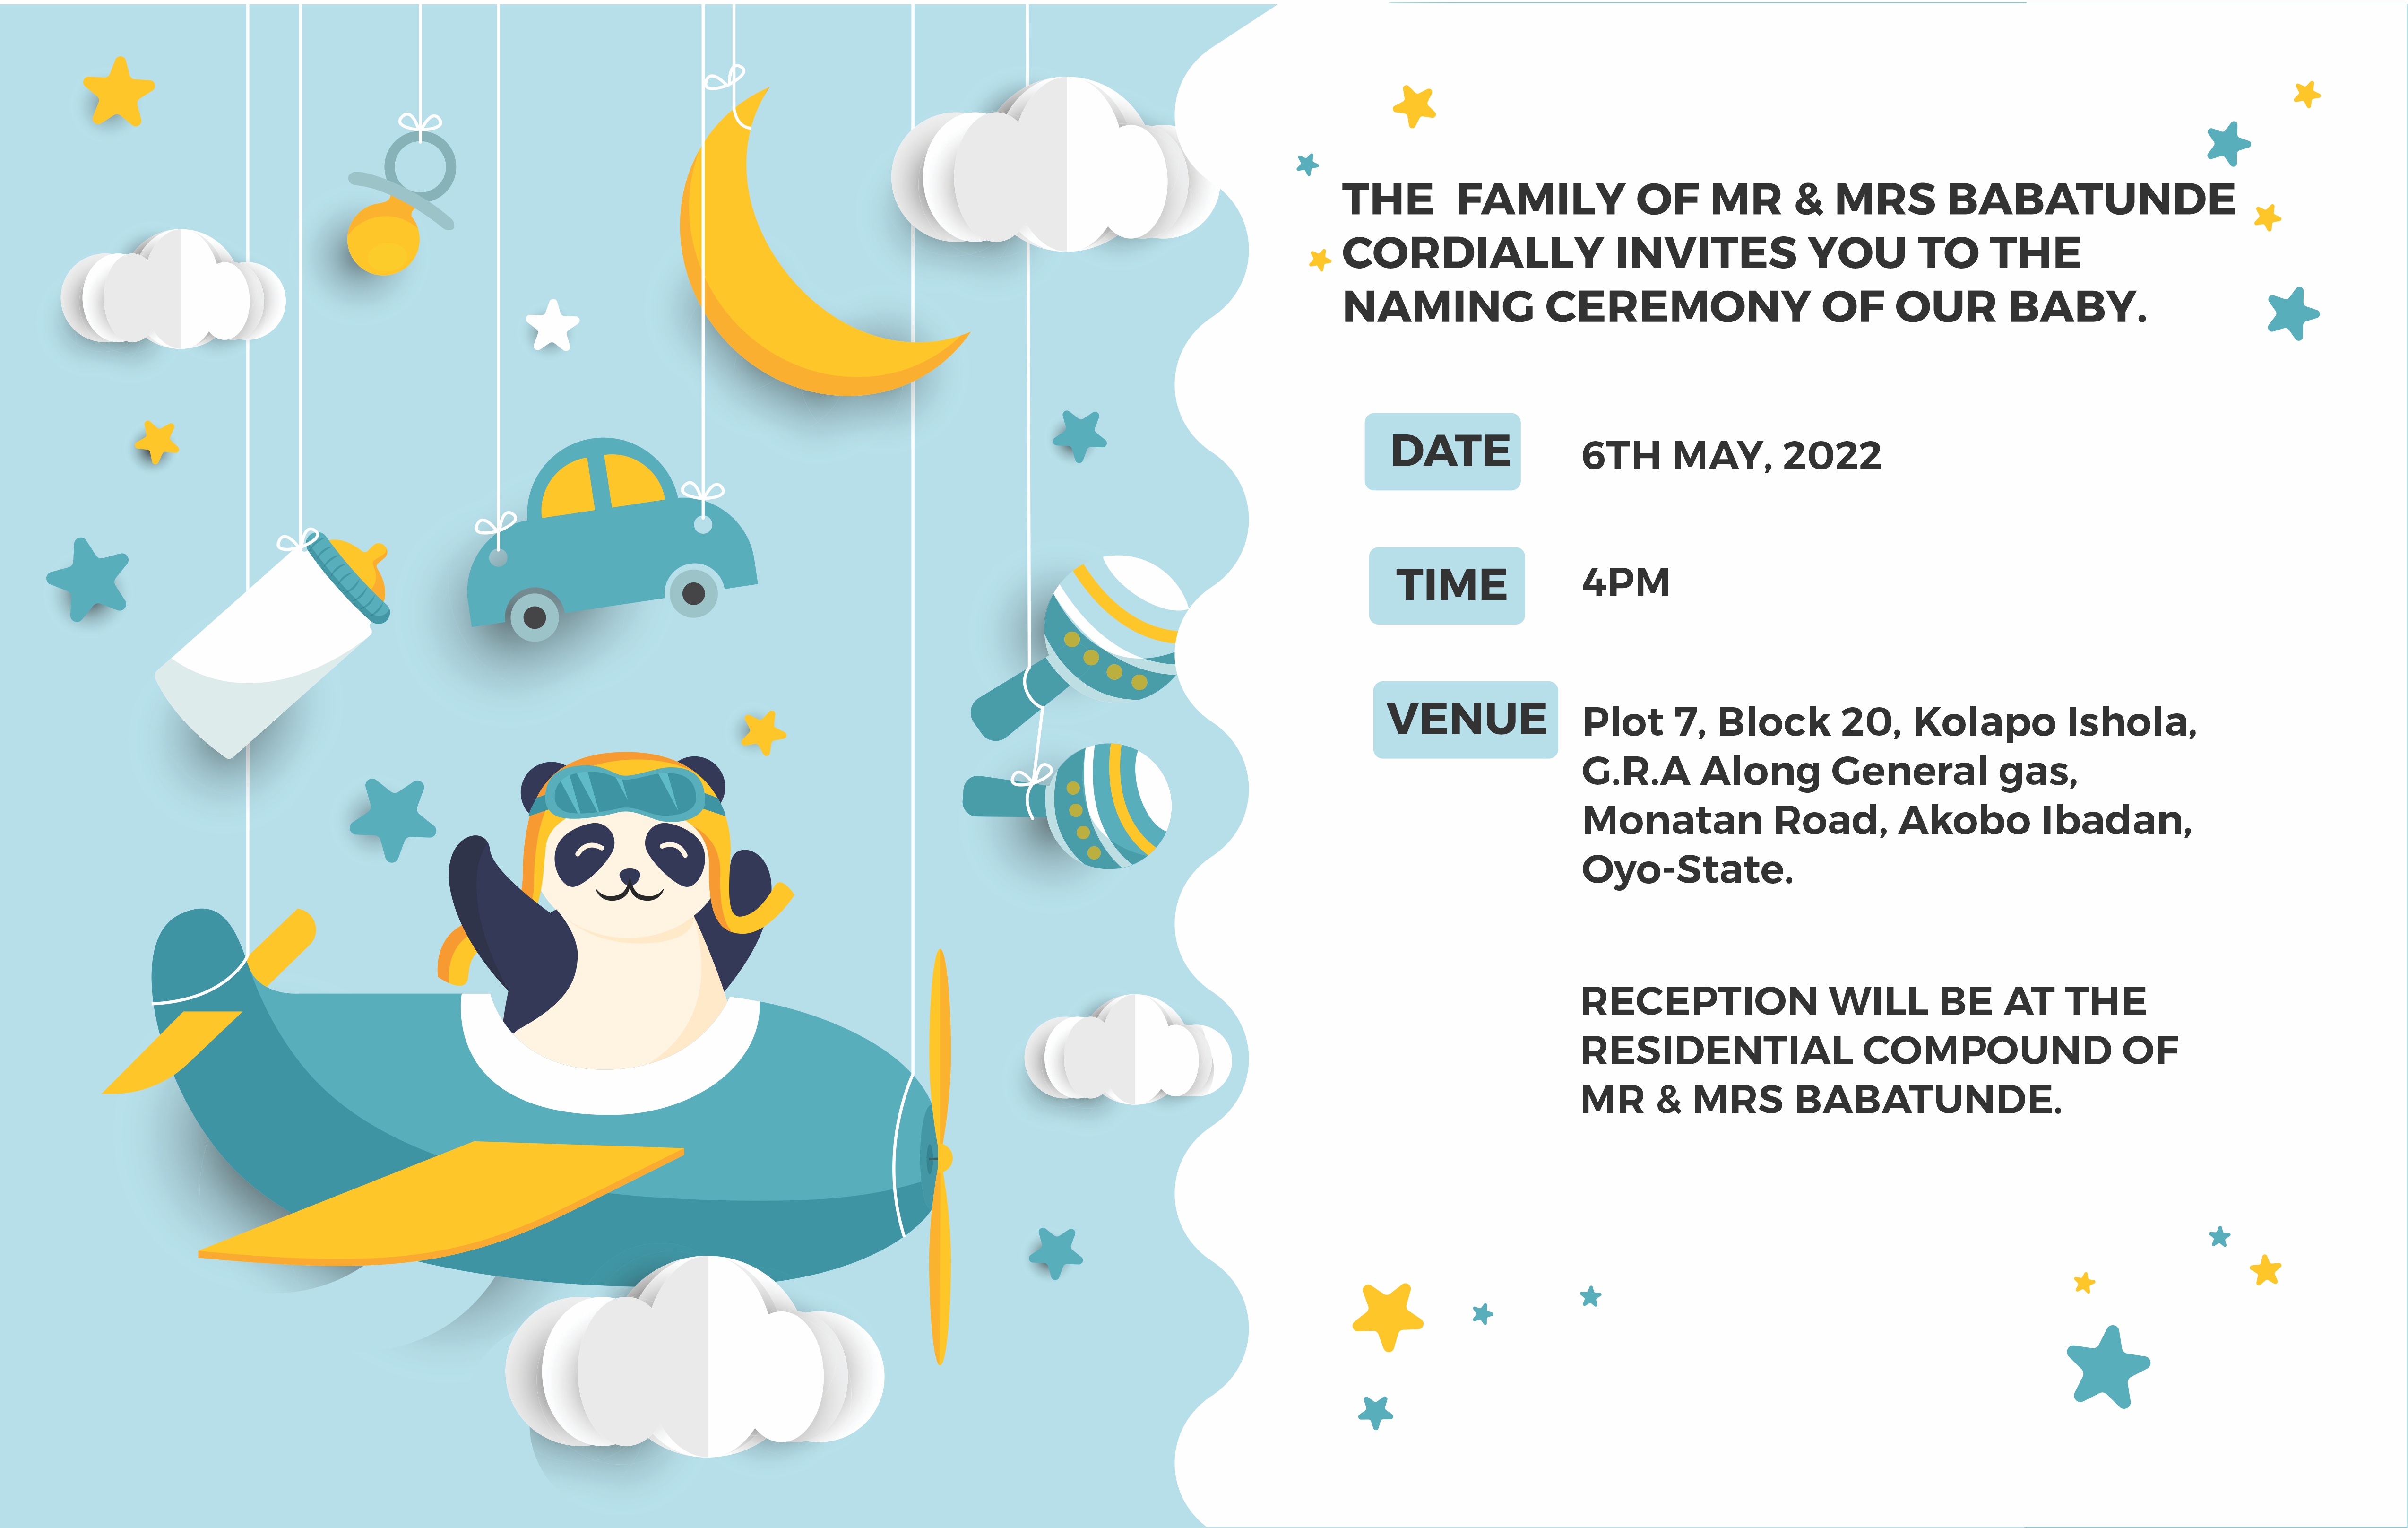 THE FAMILY OF MR & MRS BABATUNDE
CORDIALLY INVITES YOU TO THE
NAMING CEREMONY OF OUR BABY.
DATE 6TH MAY, 2022
TIME 4PM
VENUE Plot 7, Block 20, Kolapo Ishola,
G.R.A Along General gas,
Monatan Road, Akobo Ibadan,
Oyo-State.
RECEPTION WILL BE AT THE
RESIDENTIAL COMPOUND OF
MR & MRS BABATUNDE.